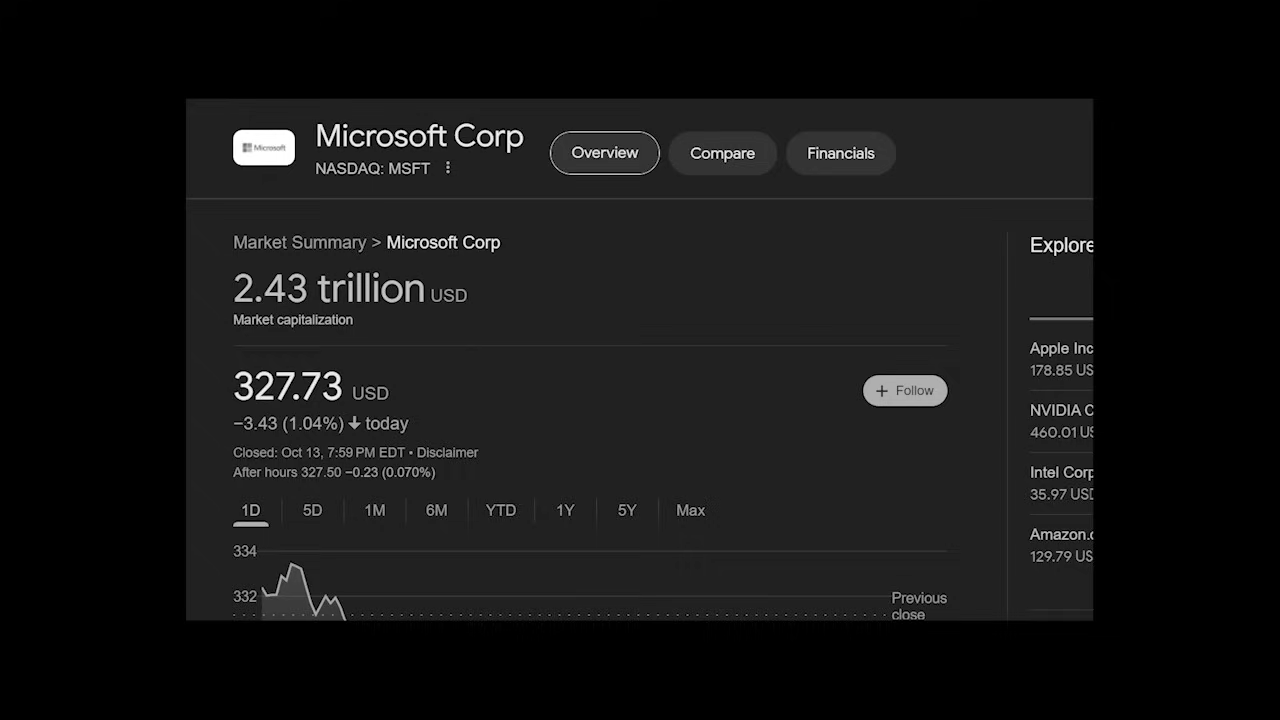 Microsoft
Microsoft Corp
NASDAQ: MSFT
Overview
Compare
Financials
Market Summary > Microsoft Corp
2.43 trillion USD
Market capitalization
327.73 USD
−3.43 (1.04%) ↓ today
Closed: Oct 13, 7:59 PM EDT • Disclaimer
After hours 327.50 −0.23 (0.070%)
+ Follow
1D
5D
1M
6M
YTD
1Y
5Y
Max
334
332
Previous
close
Explore
Apple Inc
178.85 US
NVIDIA C
460.01 US
Intel Corp
35.97 USD
Amazon.c
129.79 US